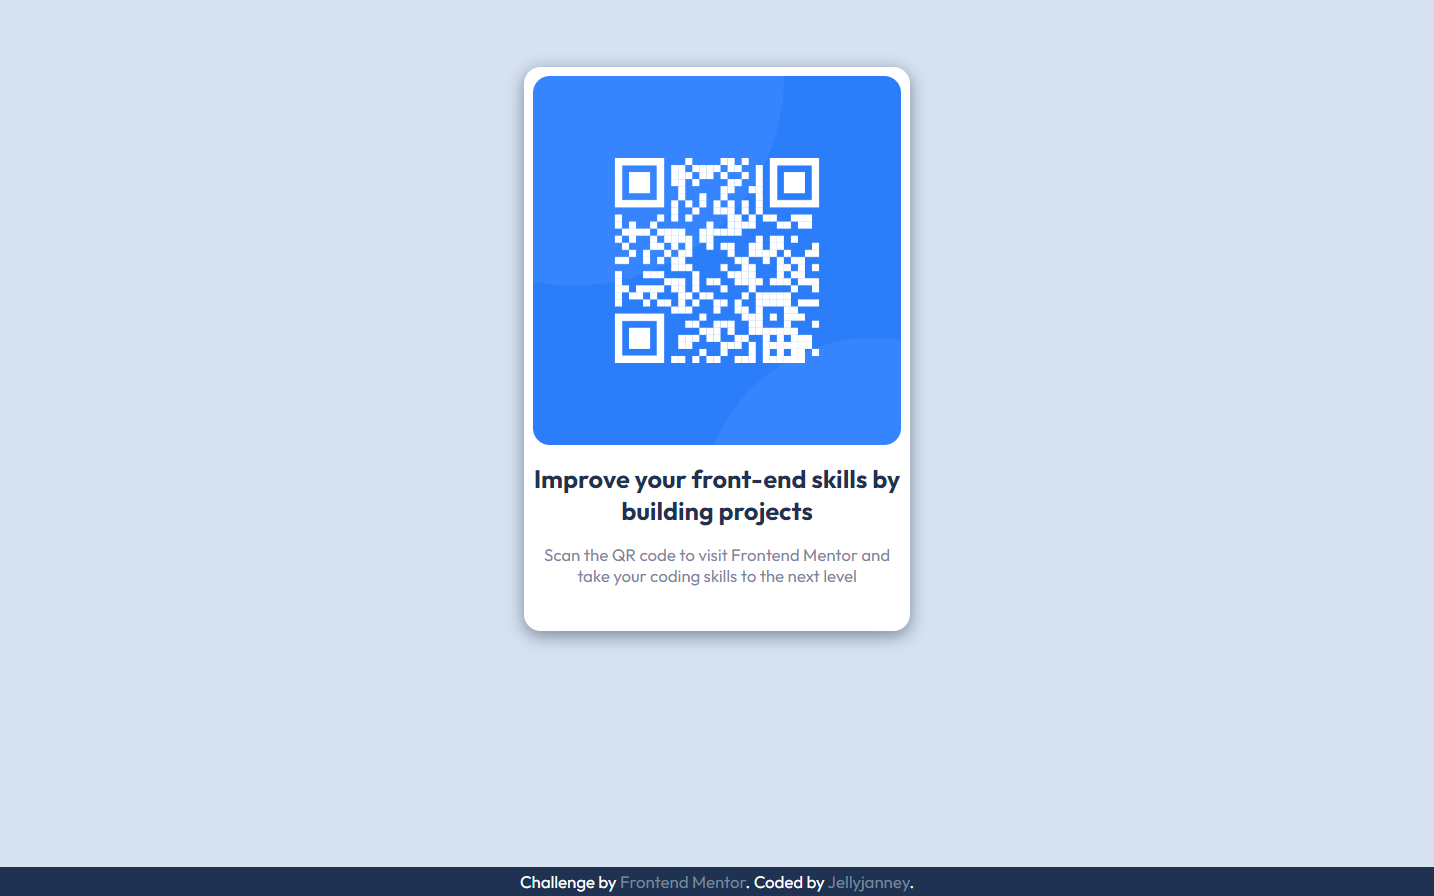 Improve your front-end skills by
building projects
Scan the QR code to visit Frontend Mentor and
take your coding skills to the next level
Challenge by Frontend Mentor. Coded by Jellyjanney.